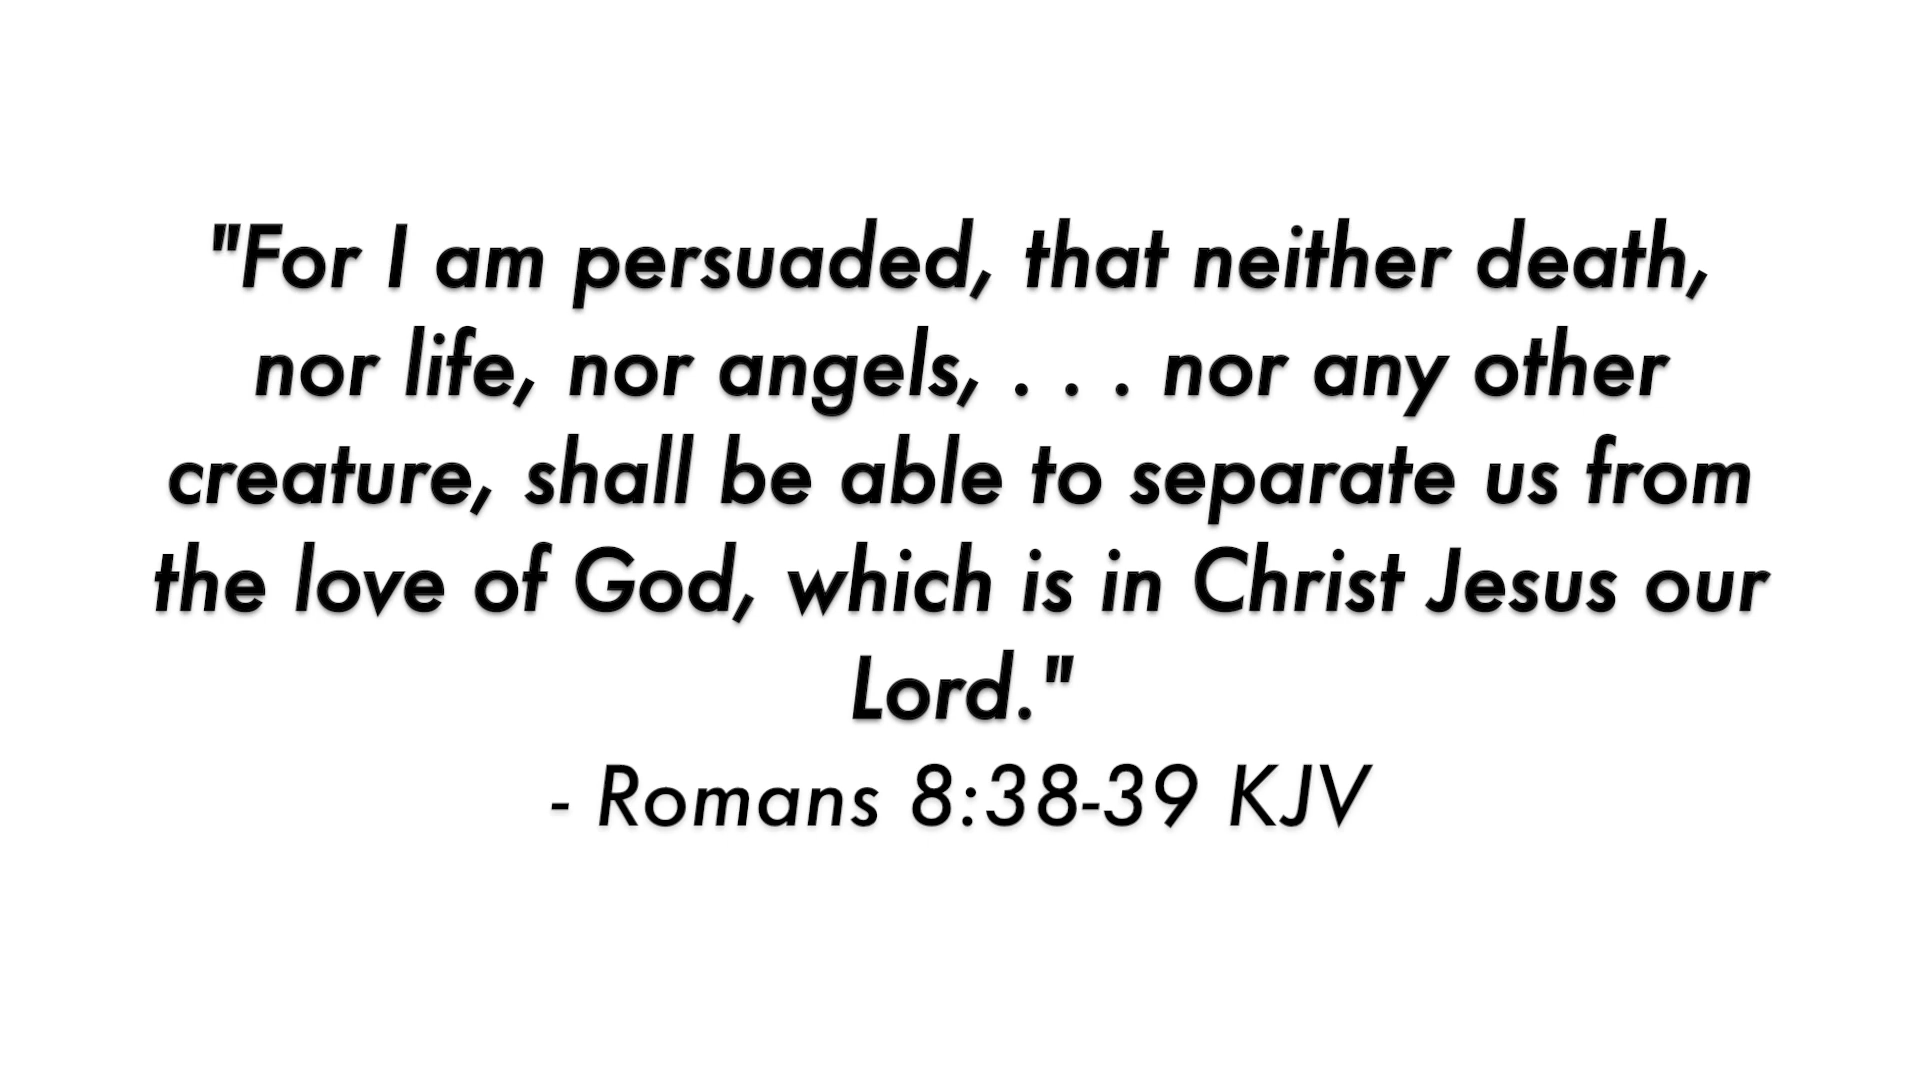 "For I am persuaded, that neither death,
nor life, nor angels, . . . nor any other
creature, shall be able to separate us from
the love of God, which is in Christ Jesus our
Lord."
- Romans 8:38-39 KJV